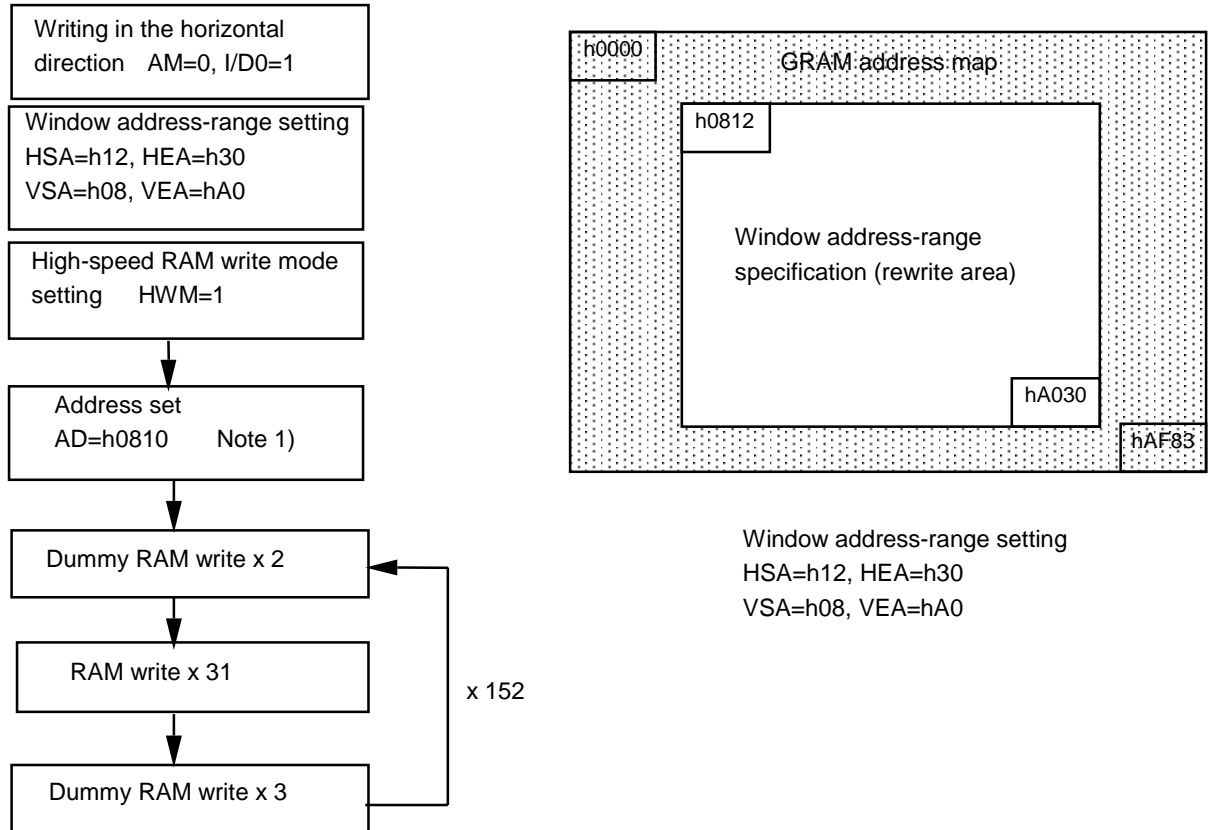 Writing in the horizontal
direction AM=0, I/D0=1
Window address-range setting
HSA=h12, HEA=h30
VSA=h08, VEA=hA0
High-speed RAM write mode
setting HWM=1
Address set
AD=h0810 Note 1)
Dummy RAM write x 2
RAM write x 31
Dummy RAM write x 3
x 152
h0000
GRAM address map
h0812
Window address-range
specification (rewrite area)
hA030
hAF83
Window address-range setting
HSA=h12, HEA=h30
VSA=h08, VEA=hA0